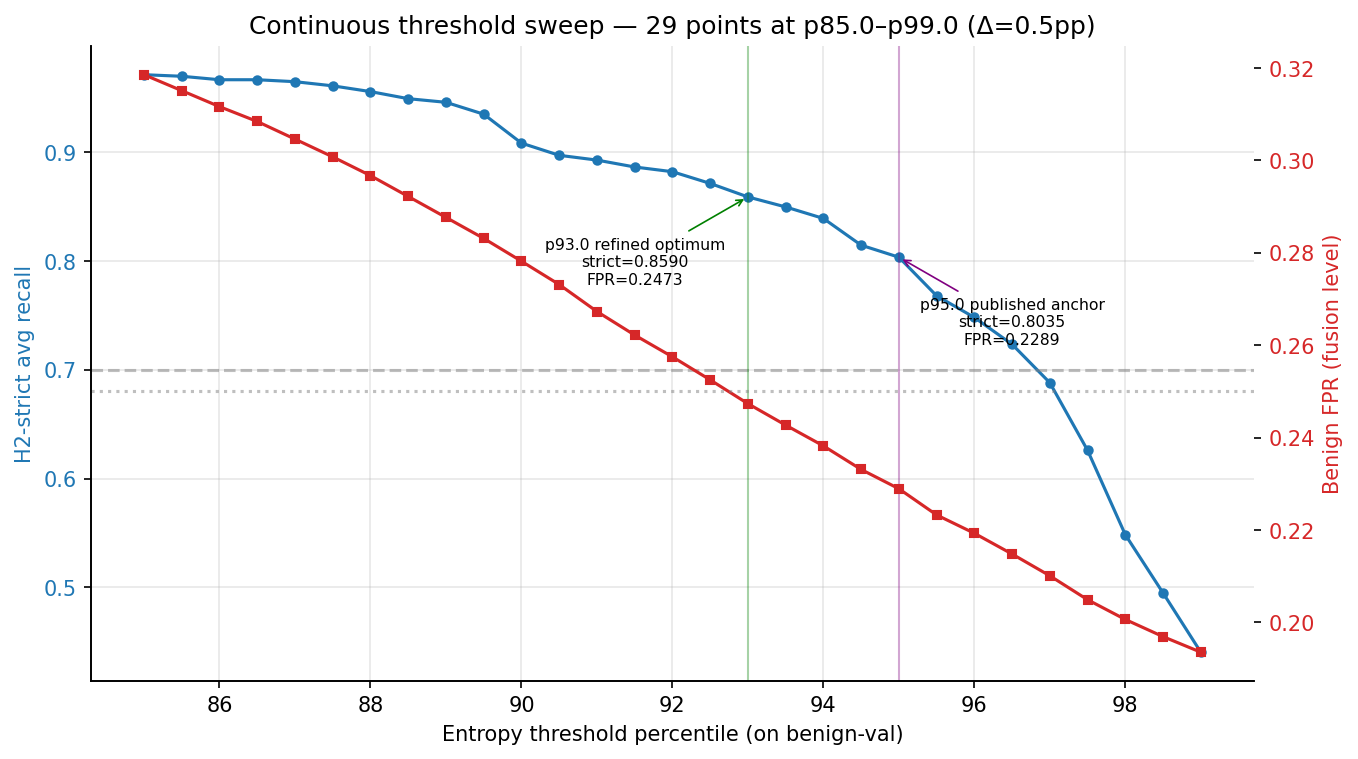 Continuous threshold sweep — 29 points at p85.0–p99.0 (Δ=0.5pp)
H2-strict avg recall
0.9
0.8
0.7
0.6
0.5
p93.0 refined optimum
strict=0.8590
FPR=0.2473
p95.0 published anchor
strict=0.8035
FPR=0.2289
0.32
0.30
0.28
0.26
0.24
0.22
0.20
Benign FPR (fusion level)
86
88
90
92
94
96
98
Entropy threshold percentile (on benign-val)